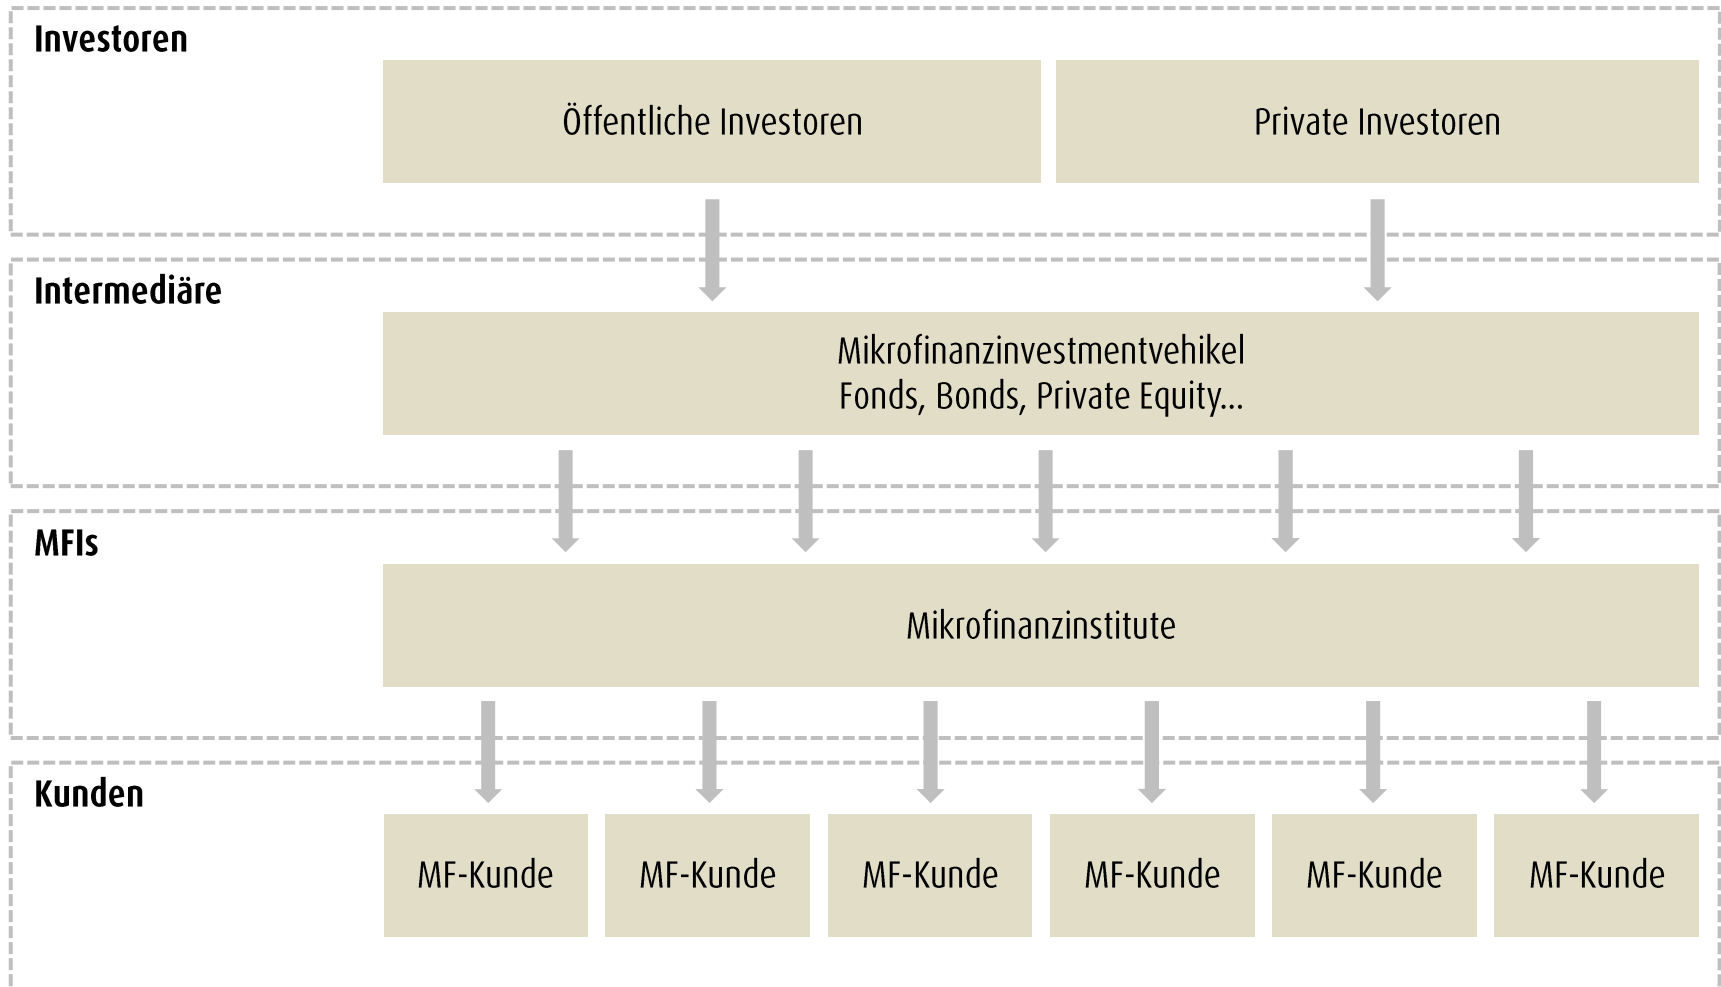 Investoren
Öffentliche Investoren
Private Investoren
Intermediäre
Mikrofinanzinvestmentvehikel
Fonds, Bonds, Private Equity...
MFIs
Mikrofinanzinstitute
Kunden
MF-Kunde
MF-Kunde
MF-Kunde
MF-Kunde
MF-Kunde
MF-Kunde